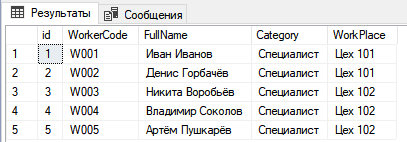 Результаты Сообщения
id WorkerCode FullName Category WorkPlace
1 1 W001 Иван Иванов Специалист Цех 101
2 2 W002 Денис Горбачёв Специалист Цех 101
3 3 W003 Никита Воробьёв Специалист Цех 102
4 4 W004 Владимир Соколов Специалист Цех 102
5 5 W005 Артём Пушкарёв Специалист Цех 102